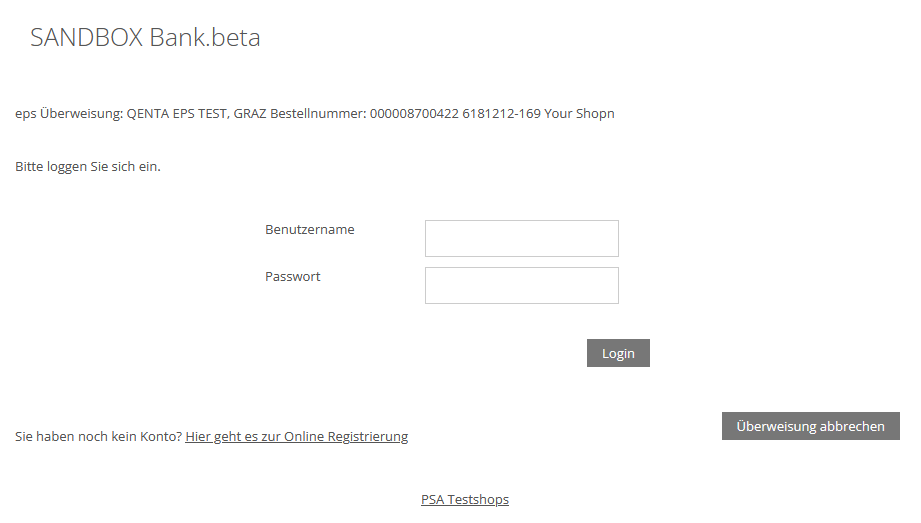 SANDBOX Bank.beta
eps Überweisung: QENTA EPS TEST, GRAZ Bestellnummer: 000008700422 6181212-169 Your Shopn
Bitte loggen Sie sich ein.
Benutzername
Passwort
Login
Sie haben noch kein Konto? Hier geht es zur Online Registrierung
Überweisung abbrechen
PSA Testshops